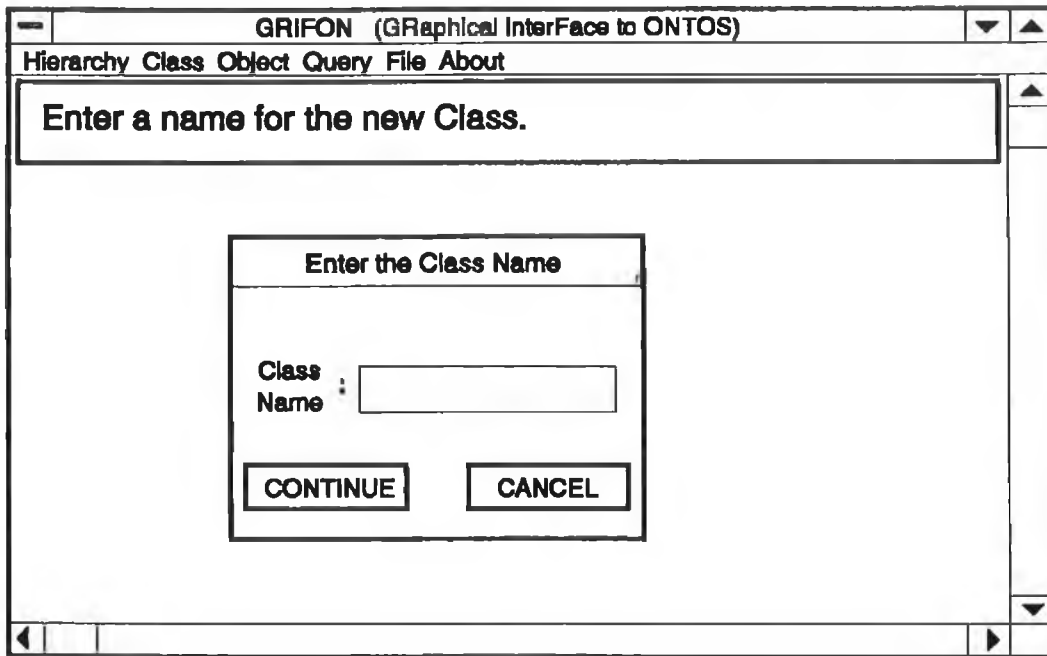 GRIFON (GRaphical InterFace to ONTOS)
Hierarchy Class Object Query File About
Enter a name for the new Class.
Enter the Class Name
Class
Name :
CONTINUE CANCEL